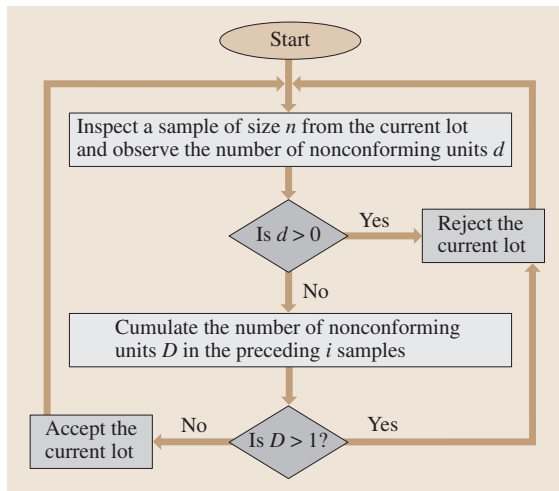 Start
Inspect a sample of size n from the current lot
and observe the number of nonconforming units d
Is d > 0
Yes
Reject the
current lot
No
Cumulate the number of nonconforming
units D in the preceding i samples
Accept the
current lot
No
Is D > 1?
Yes